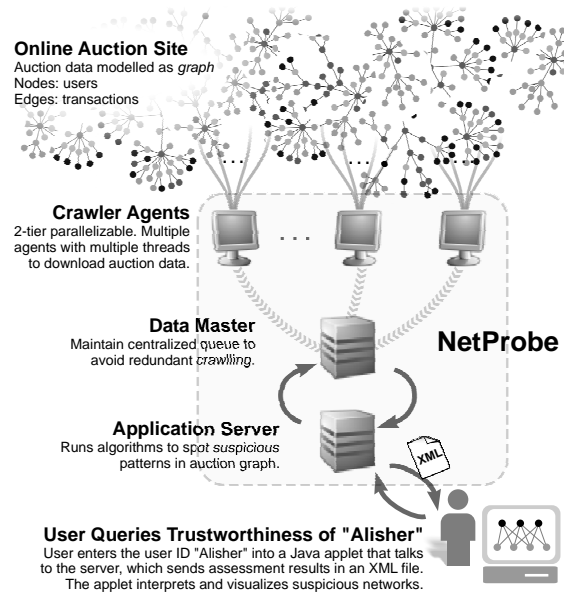 Online Auction Site
Auction data modelled as graph
Nodes: users
Edges: transactions
... ... ...
Crawler Agents
2-tier parallelizable. Multiple
agents with multiple threads
to download auction data.
...
Data Master
Maintain centralized queue to
avoid redundant crawlling.
NetProbe
Application Server
Runs algorithms to spot suspicious
patterns in auction graph.
XML
User Queries Trustworthiness of "Alisher"
User enters the user ID "Alisher" into a Java applet that talks
to the server, which sends assessment results in an XML file.
The applet interprets and visualizes suspicious networks.